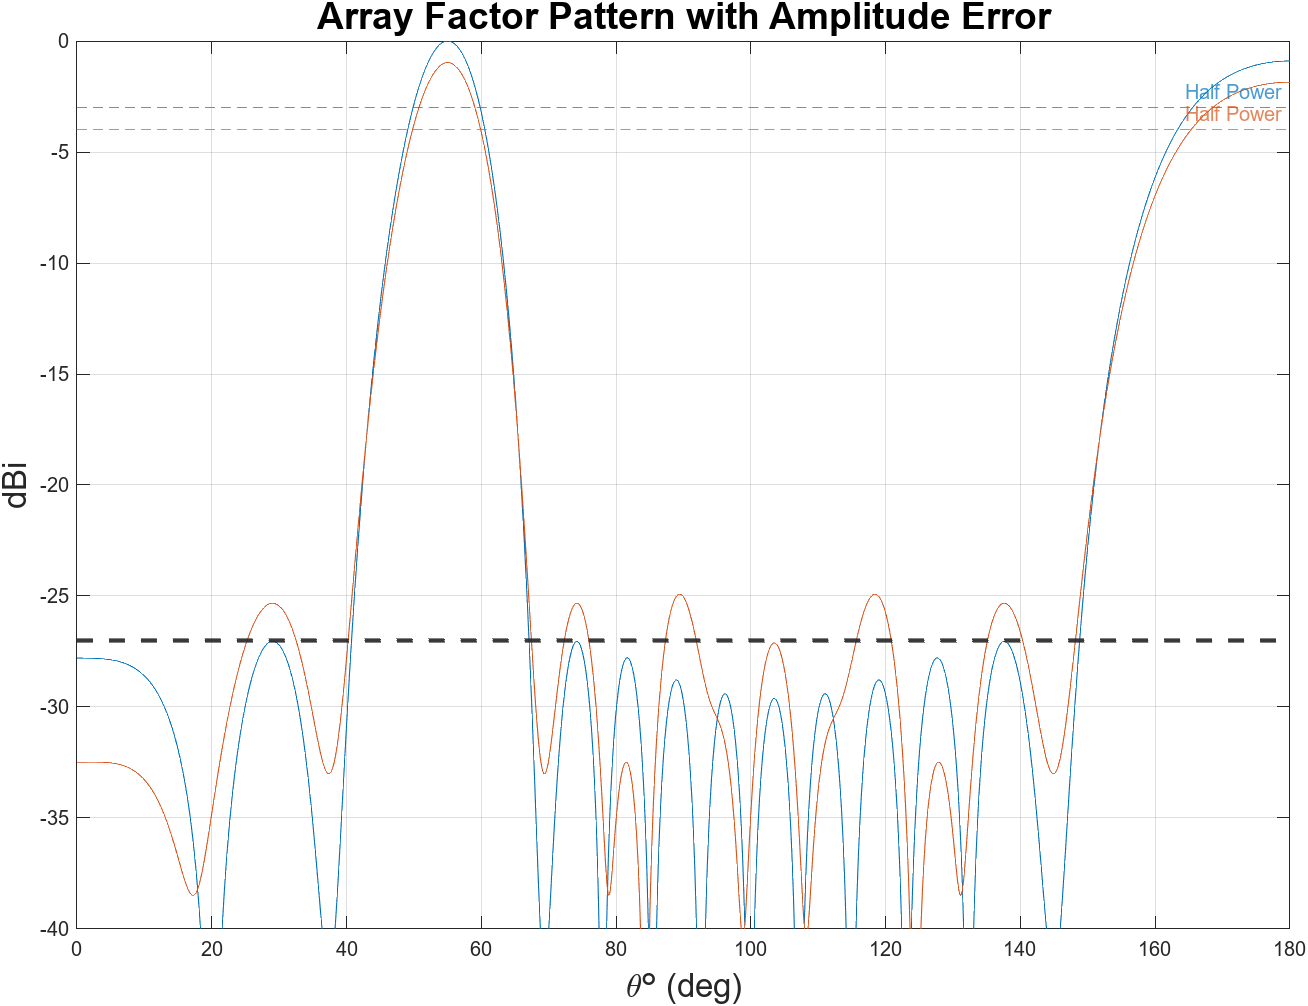 Array Factor Pattern with Amplitude Error
0
-5
-10
-15
-20
-25
-30
-35
-40
dBi
Half Power
Half Power
0 20 40 60 80 100 120 140 160 180
θ° (deg)